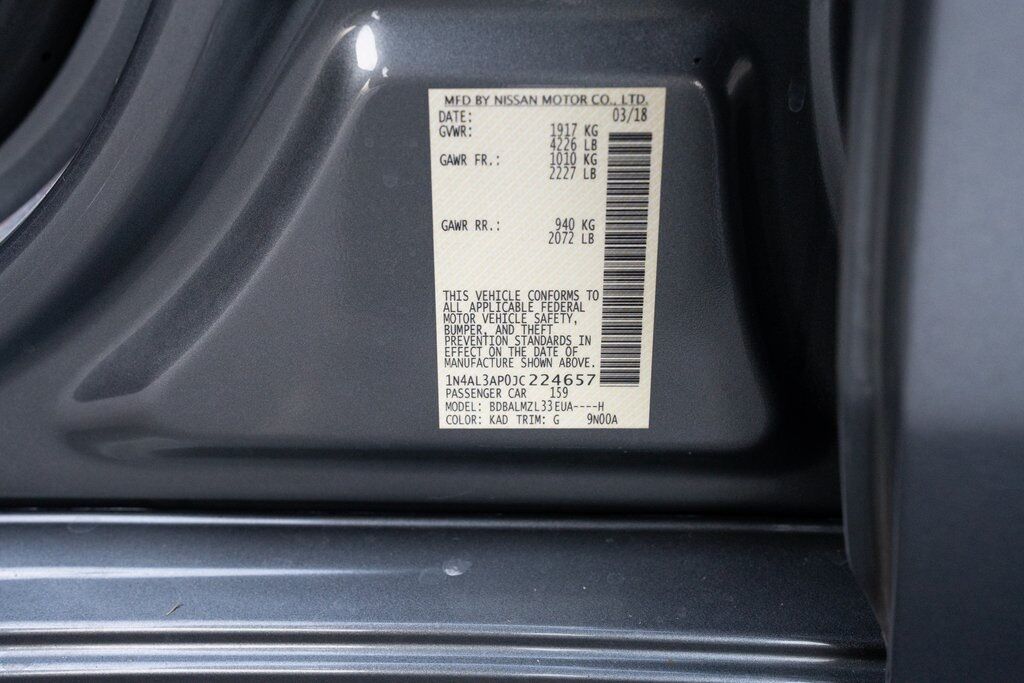 MFD BY NISSAN MOTOR CO., LTD.
DATE: 03/18
GVWR: 1917 KG
4226 LB
GAWR FR.: 1010 KG
2227 LB
GAWR RR.: 940 KG
2072 LB
THIS VEHICLE CONFORMS TO
ALL APPLICABLE FEDERAL
MOTOR VEHICLE SAFETY,
BUMPER, AND THEFT
PREVENTION STANDARDS IN
EFFECT ON THE DATE OF
MANUFACTURE SHOWN ABOVE.
1N4AL3AP0JC224657
PASSENGER CAR 159
MODEL: BDBALMZL33EUA----H
COLOR: KAD TRIM: G 9N00A